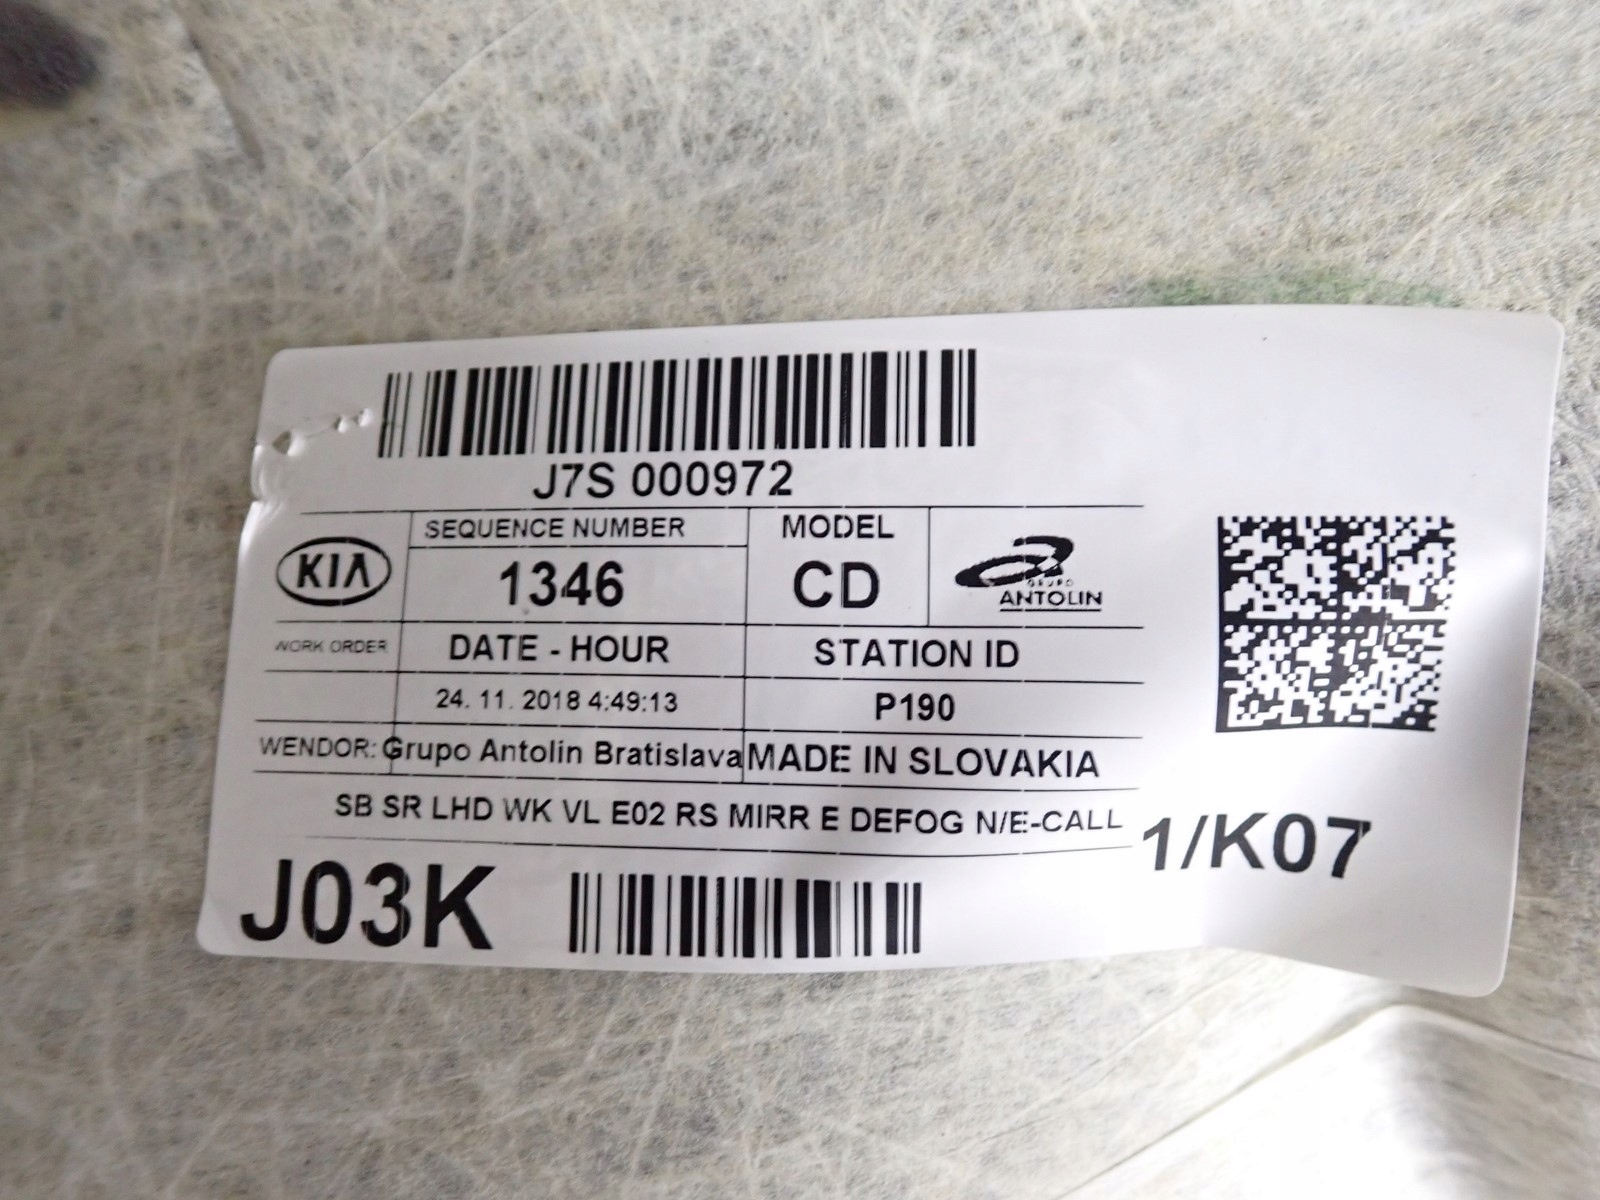 J7S 000972
KIA
SEQUENCE NUMBER
MODEL
1346
CD
GRUPO
ANTOLIN
WORK ORDER
DATE - HOUR
STATION ID
24. 11. 2018 4:49:13
P190
WENDOR: Grupo Antolin Bratislava
MADE IN SLOVAKIA
SB SR LHD WK VL E02 RS MIRR E DEFOG N/E-CALL
1/K07
J03K